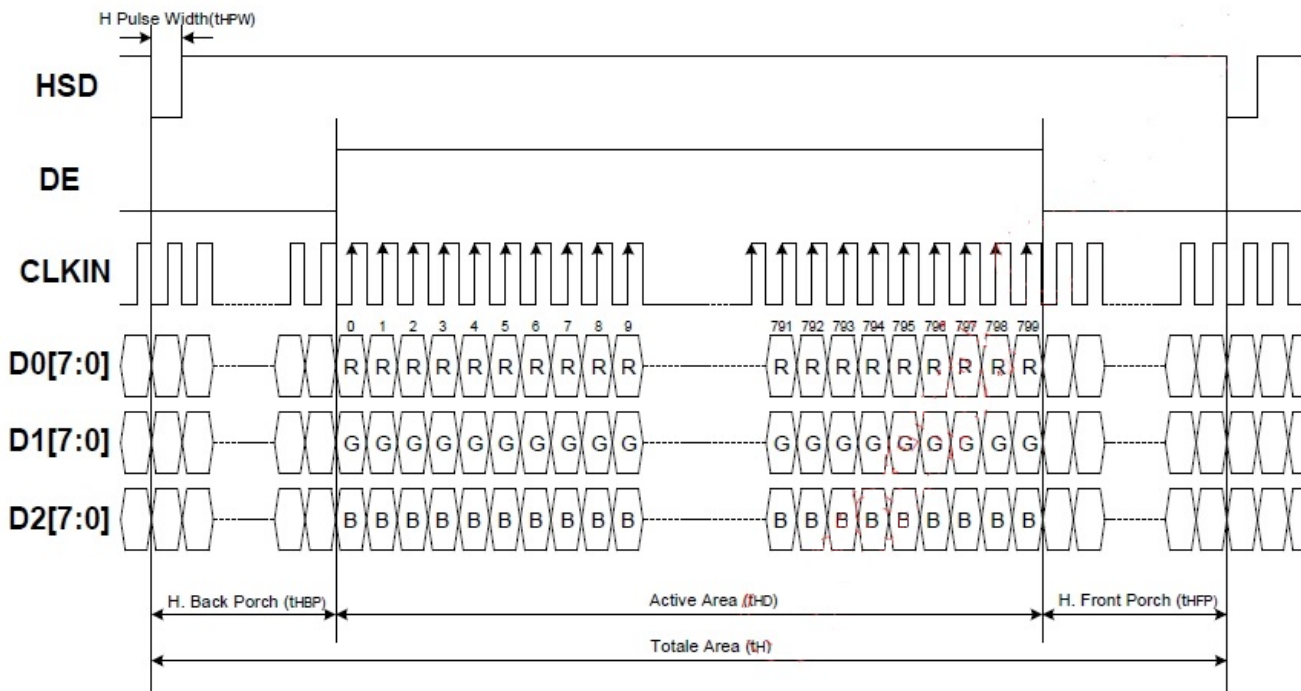 H Pulse Width(tHPW)
HSD
DE
CLKIN
0 1 2 3 4 5 6 7 8 9 791 792 793 794 795 796 797 798 799
D0[7:0] R R R R R R R R R R R R R R R R R R R
D1[7:0] G G G G G G G G G G G G G G G G G G G
D2[7:0] B B B B B B B B B B B B B B B B B B B
H. Back Porch (tHBP) Active Area (tHD) H. Front Porch (tHFP)
Totale Area (tH)